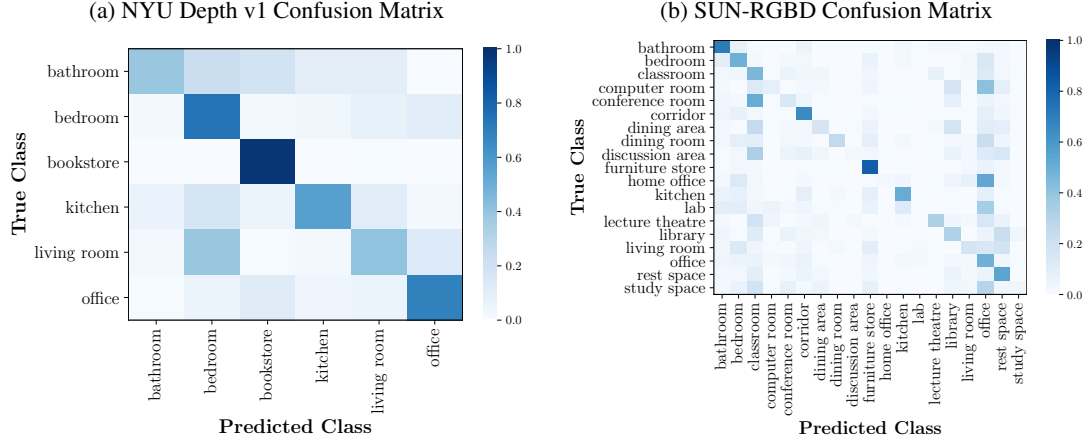 (a) NYU Depth v1 Confusion Matrix
True Class
bathroom
bedroom
bookstore
kitchen
living room
office
bathroom
bedroom
bookstore
kitchen
living room
office
Predicted Class
1.0
0.8
0.6
0.4
0.2
0.0
(b) SUN-RGBD Confusion Matrix
True Class
bathroom
bedroom
classroom
computer room
conference room
corridor
dining area
dining room
discussion area
furniture store
home office
kitchen
lab
lecture theatre
library
living room
office
rest space
study space
bathroom
bedroom
classroom
computer room
conference room
corridor
dining area
dining room
discussion area
furniture store
home office
kitchen
lab
lecture theatre
library
living room
office
rest space
study space
Predicted Class
1.0
0.8
0.6
0.4
0.2
0.0